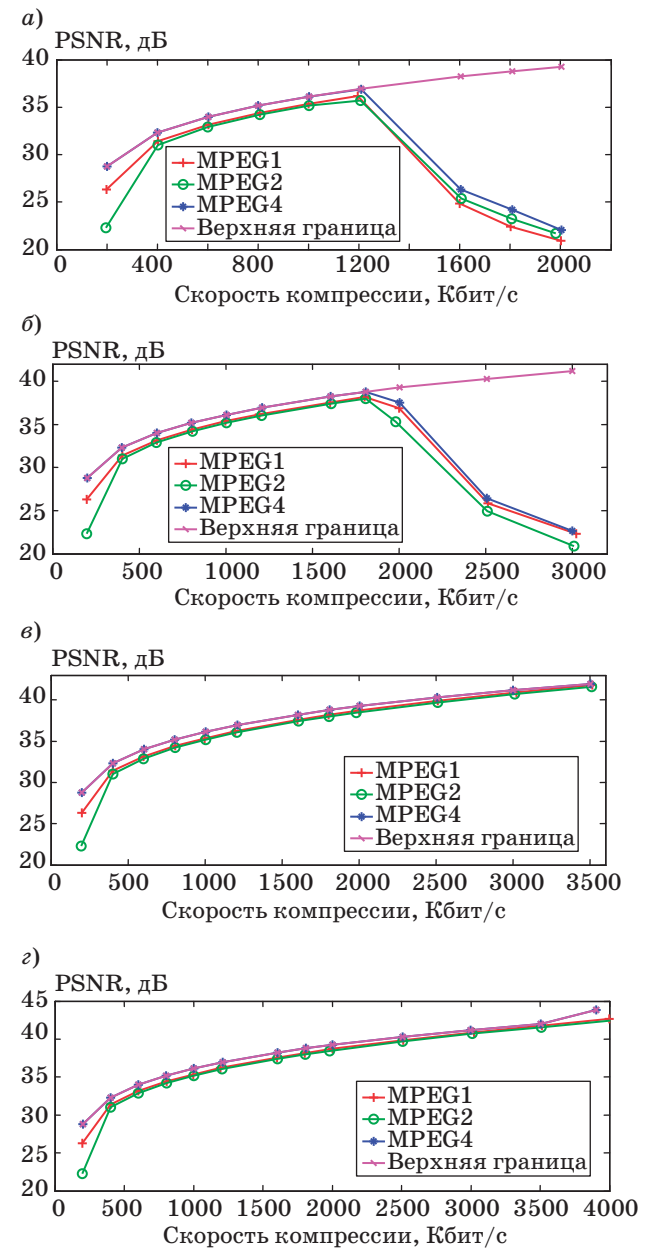 а)
PSNR, дБ
40
35
30
25
20
MPEG1
MPEG2
MPEG4
Верхняя граница
0 400 800 1200 1600 2000
Скорость компрессии, Кбит/с
б)
PSNR, дБ
40
35
30
25
20
MPEG1
MPEG2
MPEG4
Верхняя граница
0 500 1000 1500 2000 2500 3000
Скорость компрессии, Кбит/с
в)
PSNR, дБ
40
35
30
25
20
MPEG1
MPEG2
MPEG4
Верхняя граница
0 500 1000 1500 2000 2500 3000 3500
Скорость компрессии, Кбит/с
г)
PSNR, дБ
45
40
35
30
25
20
MPEG1
MPEG2
MPEG4
Верхняя граница
0 500 1000 1500 2000 2500 3000 3500 4000
Скорость компрессии, Кбит/с